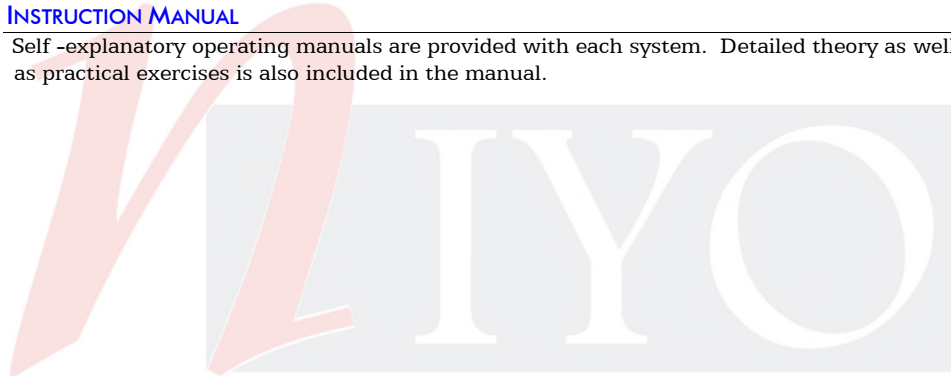 INSTRUCTION MANUAL
Self -explanatory operating manuals are provided with each system. Detailed theory as well
as practical exercises is also included in the manual.
nIYO